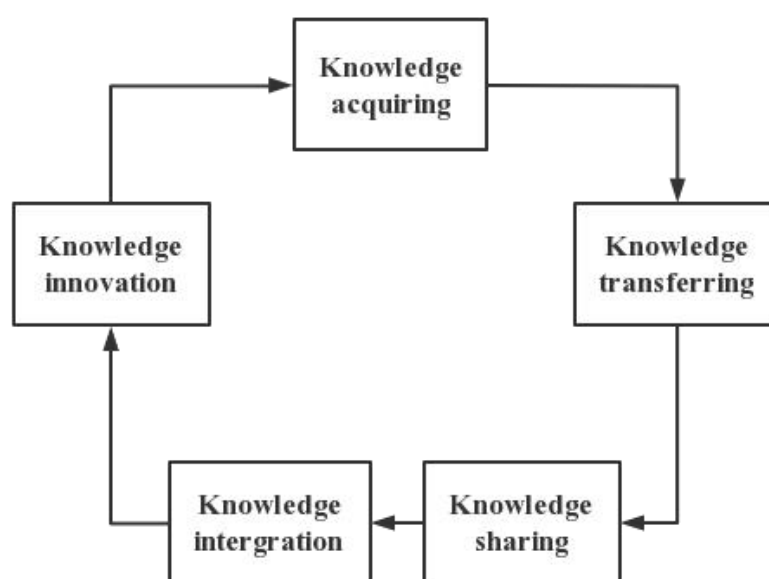 Knowledge
acquiring
Knowledge
transferring
Knowledge
sharing
Knowledge
intergration
Knowledge
innovation